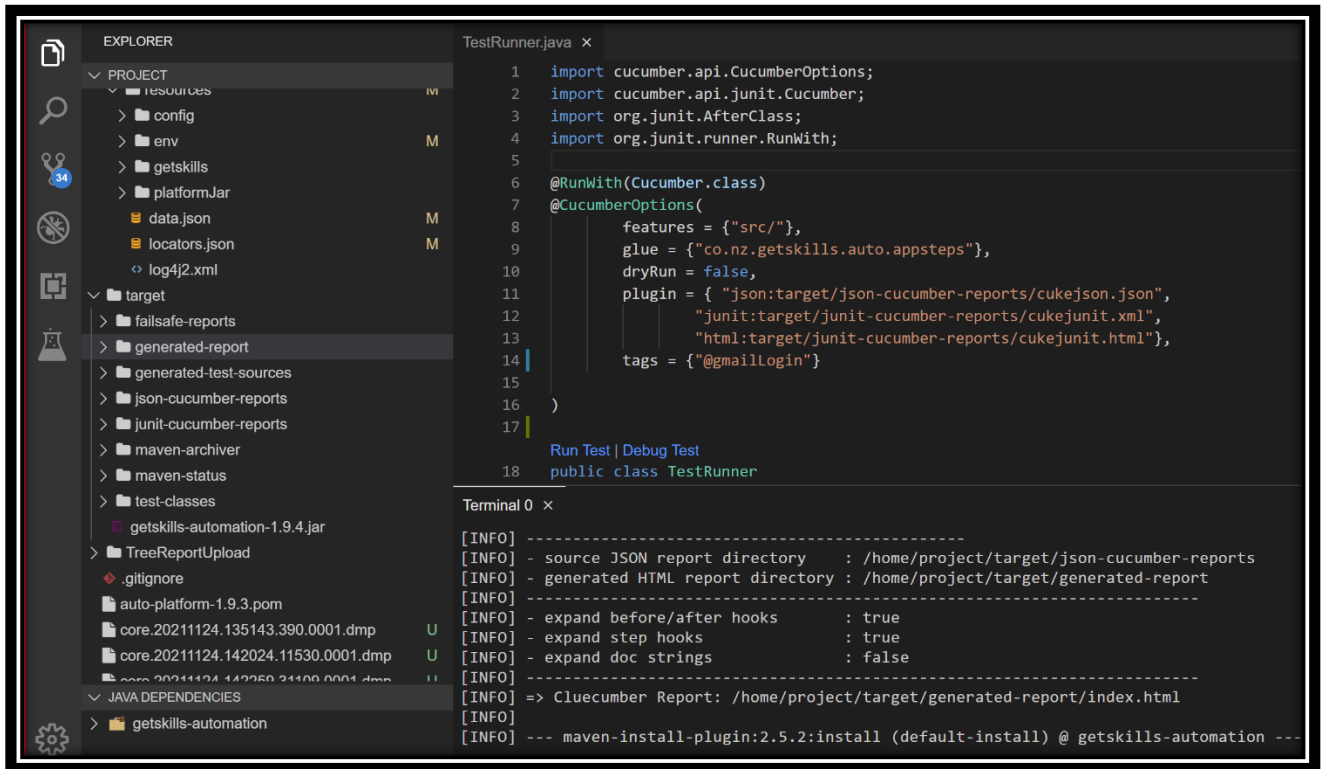 EXPLORER
PROJECT
resources M
config
env M
getskills
platformJar
data.json M
locators.json M
log4j2.xml
target
failsafe-reports
generated-report
generated-test-sources
json-cucumber-reports
junit-cucumber-reports
maven-archiver
maven-status
test-classes
getskills-automation-1.9.4.jar
TreeReportUpload
.gitignore
auto-platform-1.9.3.pom
core.20211124.135143.390.0001.dmp U
core.20211124.142024.11530.0001.dmp U
core.20211124.142259.31109.0001.dmp U
JAVA DEPENDENCIES
getskills-automation
34
TestRunner.java ×
1 import cucumber.api.CucumberOptions;
2 import cucumber.api.junit.Cucumber;
3 import org.junit.AfterClass;
4 import org.junit.runner.RunWith;
5
6 @RunWith(Cucumber.class)
7 @CucumberOptions(
8 features = {"src/"},
9 glue = {"co.nz.getskills.auto.appsteps"},
10 dryRun = false,
11 plugin = { "json:target/json-cucumber-reports/cukejson.json",
12 "junit:target/junit-cucumber-reports/cukejunit.xml",
13 "html:target/junit-cucumber-reports/cukejunit.html"},
14 tags = {"@gmailLogin"}
15
16 )
17
Run Test | Debug Test
18 public class TestRunner
Terminal 0 ×
[INFO] ---------------------------------------------
[INFO] - source JSON report directory : /home/project/target/json-cucumber-reports
[INFO] - generated HTML report directory : /home/project/target/generated-report
[INFO] ---------------------------------------------------------------------
[INFO] - expand before/after hooks : true
[INFO] - expand step hooks : true
[INFO] - expand doc strings : false
[INFO] ---------------------------------------------------------------------
[INFO] => Cluecumber Report: /home/project/target/generated-report/index.html
[INFO]
[INFO] --- maven-install-plugin:2.5.2:install (default-install) @ getskills-automation ---